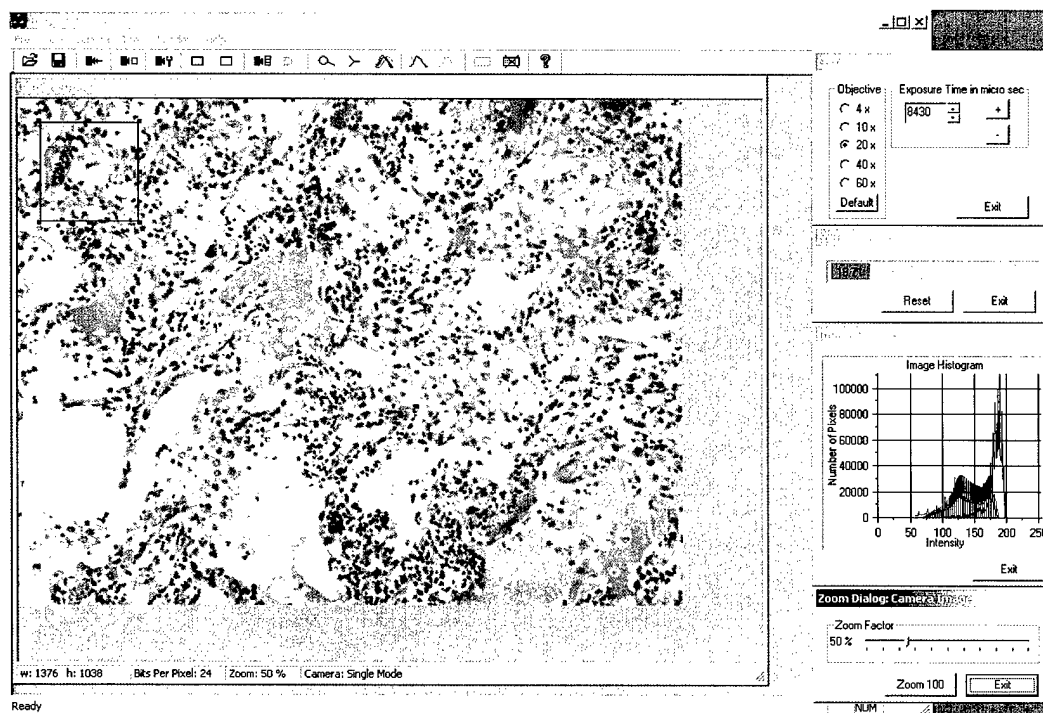 Objective
4 x
10 x
20 x
40 x
60 x
Default
Exposure Time in micro sec
8430
+
-
Exit
Reset
Exit
Image Histogram
Number of Pixels
100000
80000
60000
40000
20000
0
0 50 100 150 200 250
Intensity
Exit
Zoom Dialog: Camera Image
Zoom Factor
50 %
Zoom 100
Exit
w: 1376 h: 1038 Bits Per Pixel: 24 Zoom: 50 % Camera: Single Mode
Ready
NUM